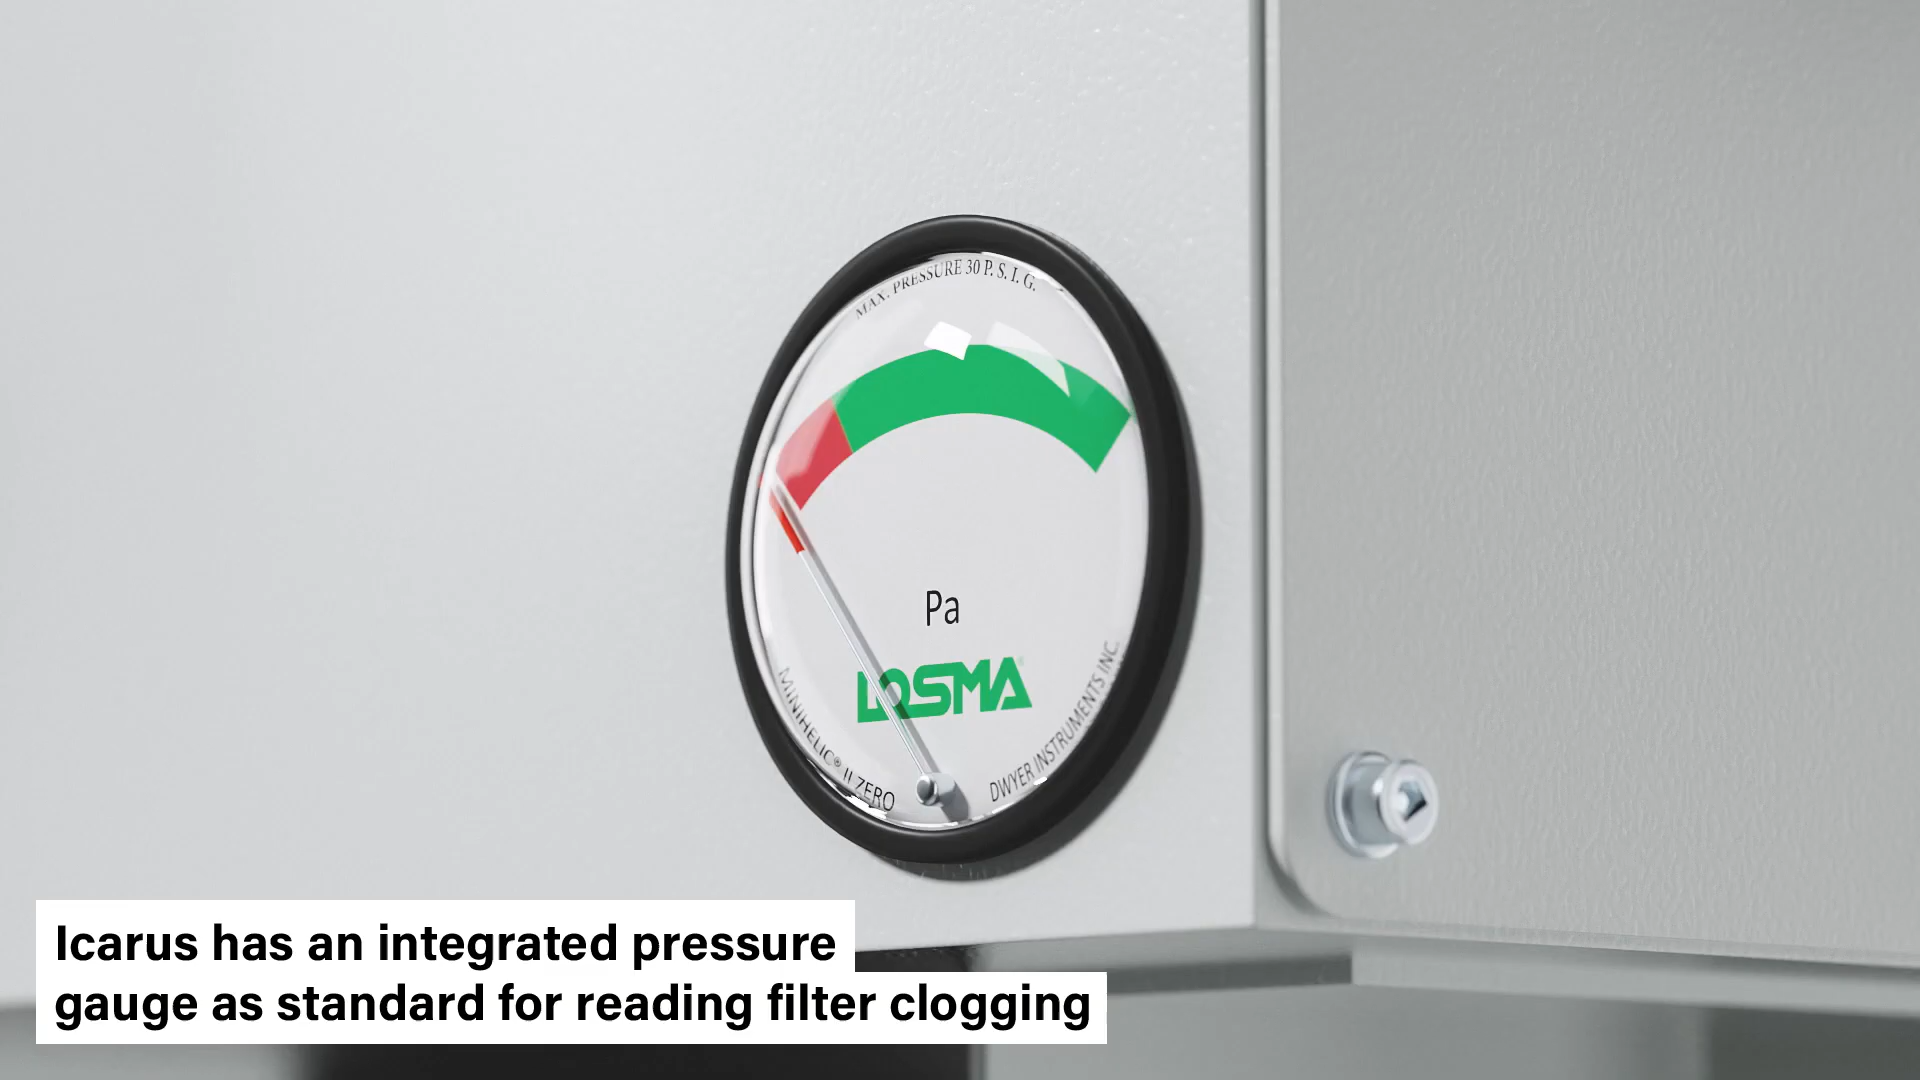 MAX. PRESSURE 30 P. S. I. G.
Pa
LOSMA®
MINIHELIC® II ZERO
DWYER INSTRUMENTS INC.
Icarus has an integrated pressure
gauge as standard for reading filter clogging